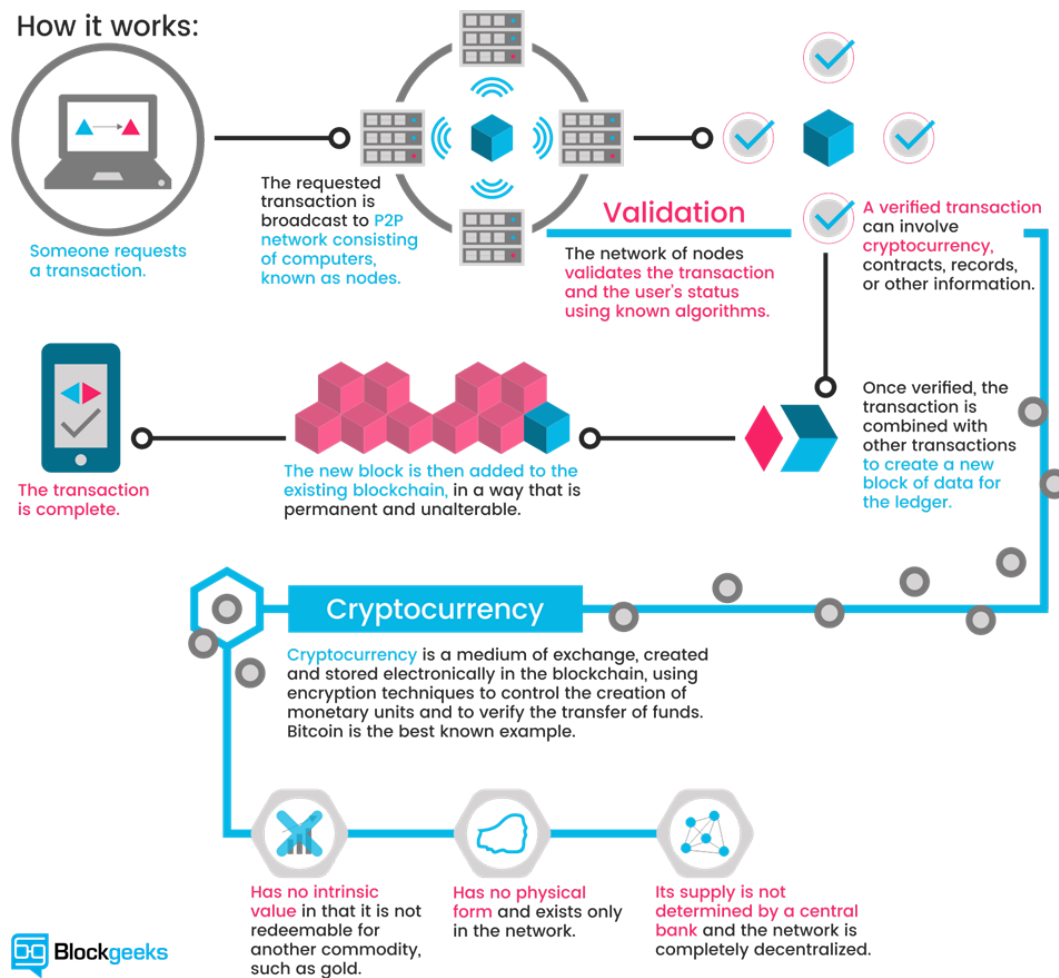 How it works:
Someone requests
a transaction.
The requested
transaction is
broadcast to P2P
network consisting
of computers,
known as nodes.
Validation
The network of nodes
validates the transaction
and the user's status
using known algorithms.
A verified transaction
can involve
cryptocurrency,
contracts, records,
or other information.
Once verified, the
transaction is
combined with
other transactions
to create a new
block of data for
the ledger.
The new block is then added to the
existing blockchain, in a way that is
permanent and unalterable.
The transaction
is complete.
Cryptocurrency
Cryptocurrency is a medium of exchange, created
and stored electronically in the blockchain, using
encryption techniques to control the creation of
monetary units and to verify the transfer of funds.
Bitcoin is the best known example.
Has no intrinsic
value in that it is not
redeemable for
another commodity,
such as gold.
Has no physical
form and exists only
in the network.
Its supply is not
determined by a central
bank and the network is
completely decentralized.
Blockgeeks